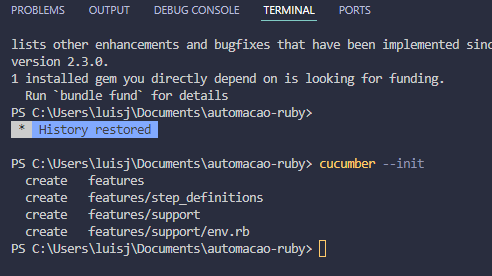 PROBLEMS OUTPUT DEBUG CONSOLE TERMINAL PORTS
lists other enhancements and bugfixes that have been implemented sinc
version 2.3.0.
1 installed gem you directly depend on is looking for funding.
  Run `bundle fund` for details
PS C:\Users\luisj\Documents\automacao-ruby>
 *  History restored
PS C:\Users\luisj\Documents\automacao-ruby> cucumber --init
  create   features
  create   features/step_definitions
  create   features/support
  create   features/support/env.rb
PS C:\Users\luisj\Documents\automacao-ruby>